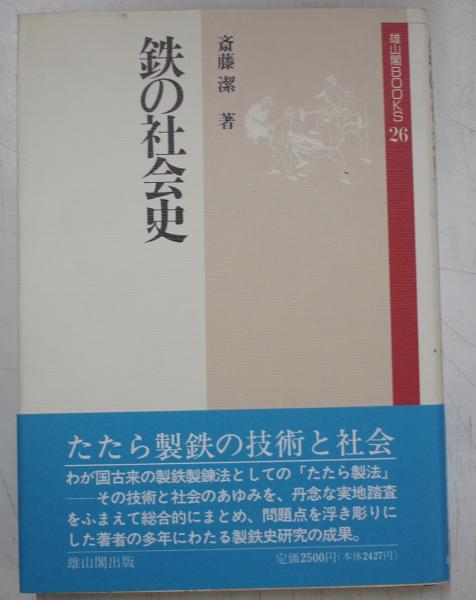 雄山閣BOOKS 26
斎藤潔 著
鉄の社会史
たたら製鉄の技術と社会
わが国古来の製鉄製錬法としての「たたら製法」
──その技術と社会のあゆみを、丹念な実地踏査
をふまえて総合的にまとめ、問題点を浮き彫りに
した著者の多年にわたる製鉄史研究の成果。
雄山閣出版
定価2500円(本体2427円)